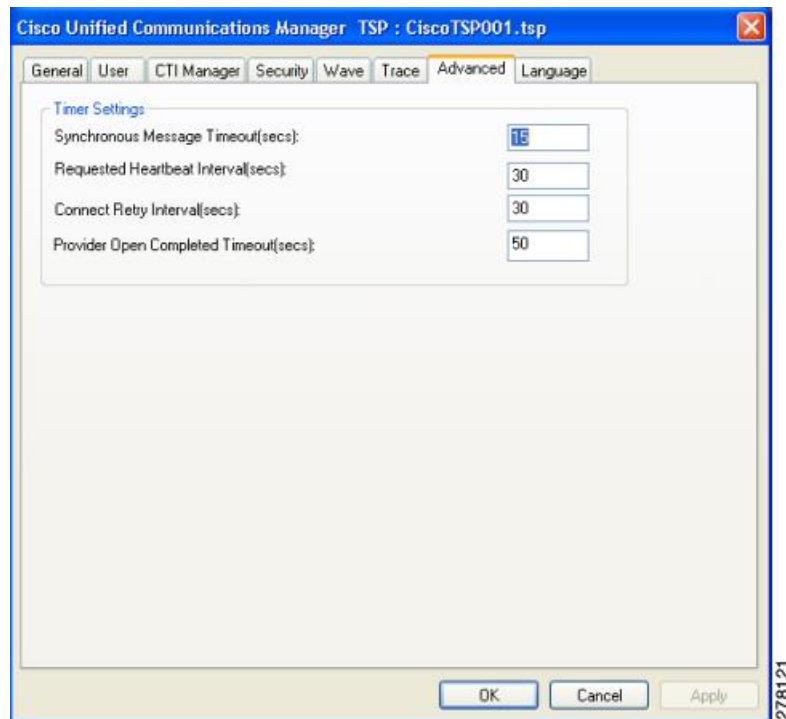 Cisco Unified Communications Manager TSP : CiscoTSP001.tsp
General User CTI Manager Security Wave Trace Advanced Language
Timer Settings
Synchronous Message Timeout(secs): 15
Requested Heartbeat Interval(secs): 30
Connect Retry Interval(secs): 30
Provider Open Completed Timeout(secs): 50
OK Cancel Apply
278121